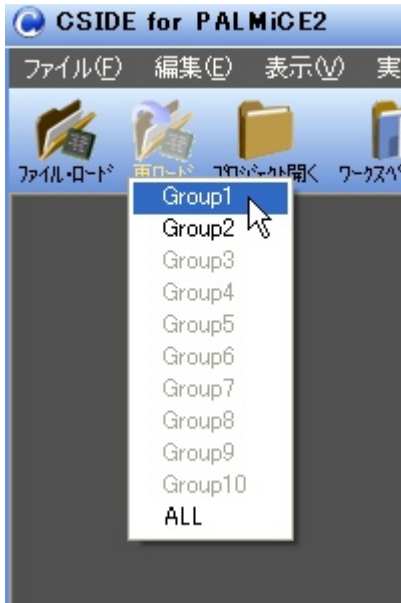 CSIDE for PALMiCE2
ファイル(F) 編集(E) 表示(V) 実
ファイル・ロード 再ロード プロジェクト開く ワークスペ
Group1
Group2
Group3
Group4
Group5
Group6
Group7
Group8
Group9
Group10
ALL